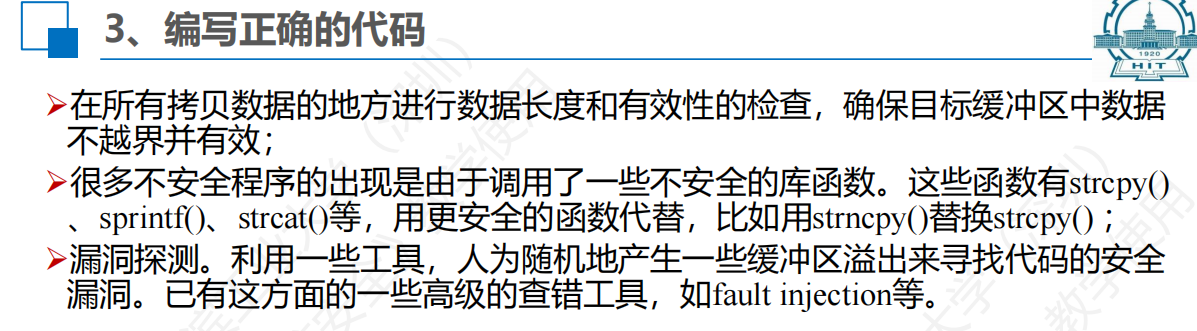 3、编写正确的代码
1920
HIT
➢在所有拷贝数据的地方进行数据长度和有效性的检查，确保目标缓冲区中数据
不越界并有效；
➢很多不安全程序的出现是由于调用了一些不安全的库函数。这些函数有strcpy()
、sprintf()、strcat()等，用更安全的函数代替，比如用strncpy()替换strcpy()；
➢漏洞探测。利用一些工具，人为随机地产生一些缓冲区溢出来寻找代码的安全
漏洞。已有这方面的一些高级的查错工具，如fault injection等。